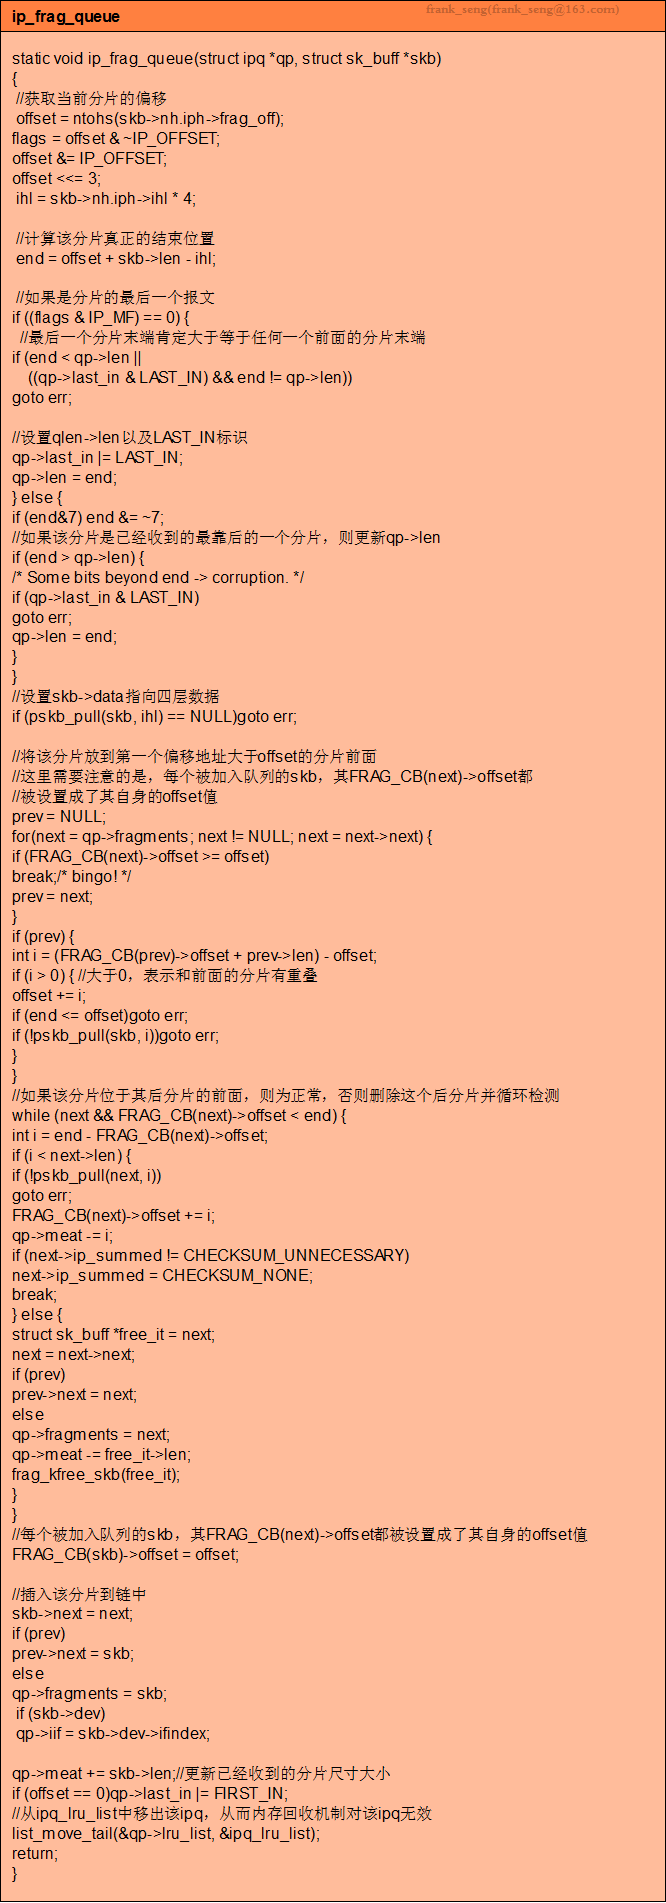 ip_frag_queue
frank_seng(frank_seng@163.com)
static void ip_frag_queue(struct ipq *qp, struct sk_buff *skb)
{
//获取当前分片的偏移
offset = ntohs(skb->nh.iph->frag_off);
flags = offset & ~IP_OFFSET;
offset &= IP_OFFSET;
offset <<= 3;
ihl = skb->nh.iph->ihl * 4;
//计算该分片真正的结束位置
end = offset + skb->len - ihl;
//如果是分片的最后一个报文
if ((flags & IP_MF) == 0) {
//最后一个分片末端肯定大于等于任何一个前面的分片末端
if (end < qp->len ||
((qp->last_in & LAST_IN) && end != qp->len))
goto err;
//设置qlen->len以及LAST_IN标识
qp->last_in |= LAST_IN;
qp->len = end;
} else {
if (end&7) end &= ~7;
//如果该分片是已经收到的最靠后的一个分片，则更新qp->len
if (end > qp->len) {
/* Some bits beyond end -> corruption. */
if (qp->last_in & LAST_IN)
goto err;
qp->len = end;
}
}
//设置skb->data指向四层数据
if (pskb_pull(skb, ihl) == NULL)goto err;
//将该分片放到第一个偏移地址大于offset的分片前面
//这里需要注意的是，每个被加入队列的skb，其FRAG_CB(next)->offset都
//被设置成了其自身的offset值
prev = NULL;
for(next = qp->fragments; next != NULL; next = next->next) {
if (FRAG_CB(next)->offset >= offset)
break;/* bingo! */
prev = next;
}
if (prev) {
int i = (FRAG_CB(prev)->offset + prev->len) - offset;
if (i > 0) { //大于0，表示和前面的分片有重叠
offset += i;
if (end <= offset)goto err;
if (!pskb_pull(skb, i))goto err;
}
}
//如果该分片位于其后分片的前面，则为正常，否则删除这个后分片并循环检测
while (next && FRAG_CB(next)->offset < end) {
int i = end - FRAG_CB(next)->offset;
if (i < next->len) {
if (!pskb_pull(next, i))
goto err;
FRAG_CB(next)->offset += i;
qp->meat -= i;
if (next->ip_summed != CHECKSUM_UNNECESSARY)
next->ip_summed = CHECKSUM_NONE;
break;
} else {
struct sk_buff *free_it = next;
next = next->next;
if (prev)
prev->next = next;
else
qp->fragments = next;
qp->meat -= free_it->len;
frag_kfree_skb(free_it);
}
}
//每个被加入队列的skb，其FRAG_CB(next)->offset都被设置成了其自身的offset值
FRAG_CB(skb)->offset = offset;
//插入该分片到链中
skb->next = next;
if (prev)
prev->next = skb;
else
qp->fragments = skb;
if (skb->dev)
qp->iif = skb->dev->ifindex;
qp->meat += skb->len;//更新已经收到的分片尺寸大小
if (offset == 0)qp->last_in |= FIRST_IN;
//从ipq_lru_list中移出该ipq，从而内存回收机制对该ipq无效
list_move_tail(&qp->lru_list, &ipq_lru_list);
return;
}